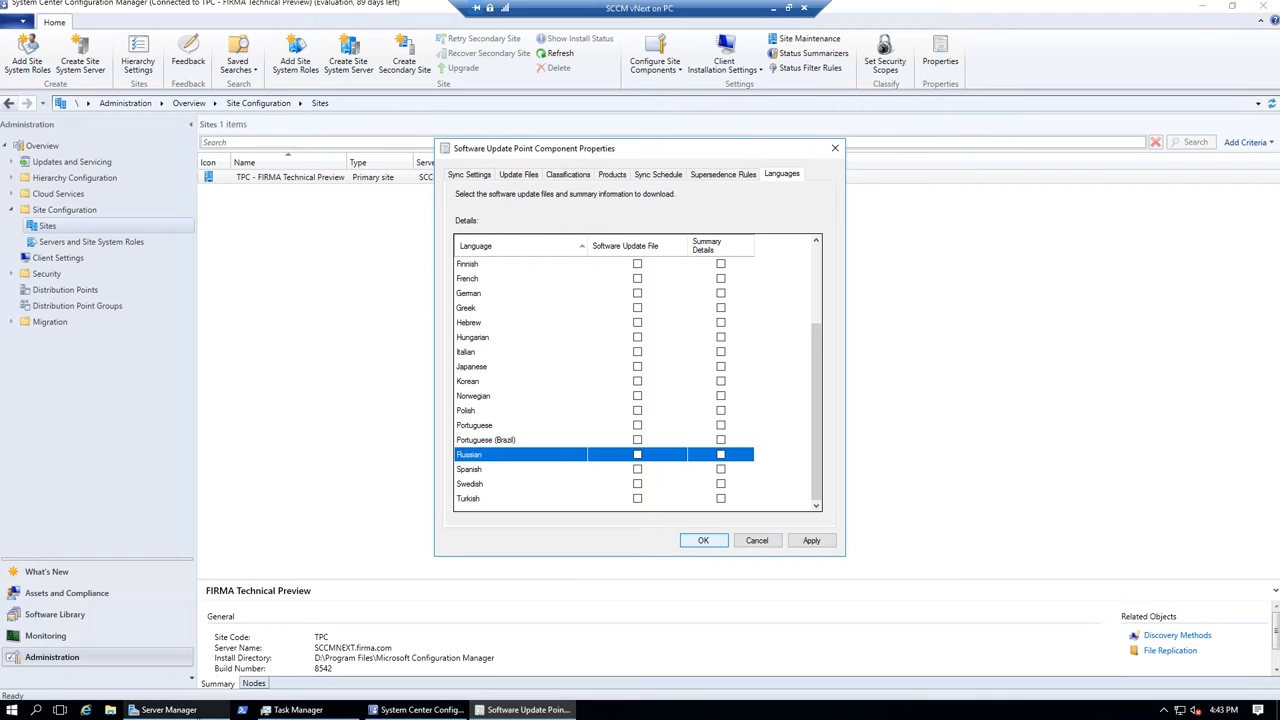 System Center Configuration Manager (Connected to TPC - FIRMA Technical Preview) (Evaluation, 89 days left)
SCCM vNext on PC
Home
Add Site System Roles
Create Site System Server
Hierarchy Settings
Feedback
Saved Searches
Add Site System Roles
Create Site System Server
Create Secondary Site
Retry Secondary Site
Recover Secondary Site
Upgrade
Show Install Status
Refresh
Delete
Configure Site Components
Client Installation Settings
Site Maintenance
Status Summarizers
Status Filter Rules
Set Security Scopes
Properties
Create
Sites
Feedback
Search
Site
Settings
Classify
Properties
\ Administration Overview Site Configuration Sites
Administration
Overview
Updates and Servicing
Hierarchy Configuration
Cloud Services
Site Configuration
Sites
Servers and Site System Roles
Client Settings
Security
Distribution Points
Distribution Point Groups
Migration
What's New
Assets and Compliance
Software Library
Monitoring
Administration
Sites 1 items
Search
Search
Add Criteria
Icon Name Type Serve
TPC - FIRMA Technical Preview Primary site SCC
Software Update Point Component Properties
Sync Settings Update Files Classifications Products Sync Schedule Supersedence Rules Languages
Select the software update files and summary information to download.
Details:
Language Software Update File Summary Details
Finnish
French
German
Greek
Hebrew
Hungarian
Italian
Japanese
Korean
Norwegian
Polish
Portuguese
Portuguese (Brazil)
Russian
Spanish
Swedish
Turkish
OK Cancel Apply
FIRMA Technical Preview
General
Site Code: TPC
Server Name: SCCMNEXT.firma.com
Install Directory: D:\Program Files\Microsoft Configuration Manager
Build Number: 8542
Related Objects
Discovery Methods
File Replication
Summary Nodes
Ready
Server Manager
Task Manager
System Center Config...
Software Update Poin...
4:43 PM